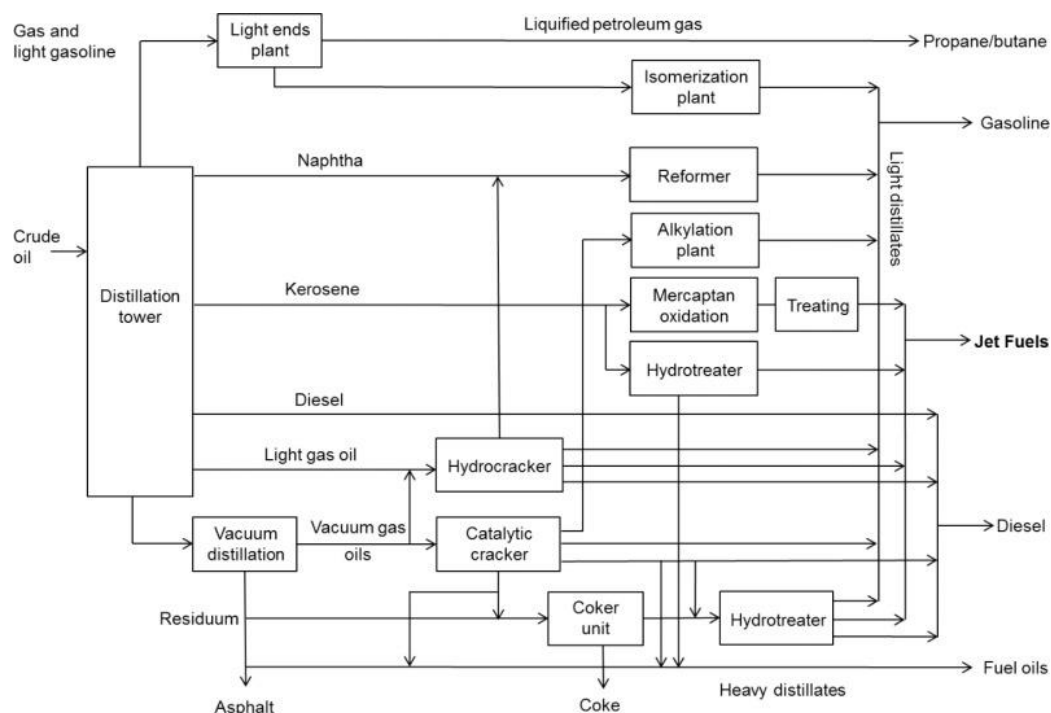 Gas and
light gasoline
Light ends
plant
Liquified petroleum gas
Propane/butane
Isomerization
plant
Gasoline
Naphtha
Reformer
Light distillates
Crude
oil
Alkylation
plant
Distillation
tower
Kerosene
Mercaptan
oxidation
Treating
Jet Fuels
Hydrotreater
Diesel
Light gas oil
Hydrocracker
Vacuum
distillation
Vacuum gas
oils
Catalytic
cracker
Diesel
Residuum
Coker
unit
Hydrotreater
Fuel oils
Heavy distillates
Asphalt
Coke